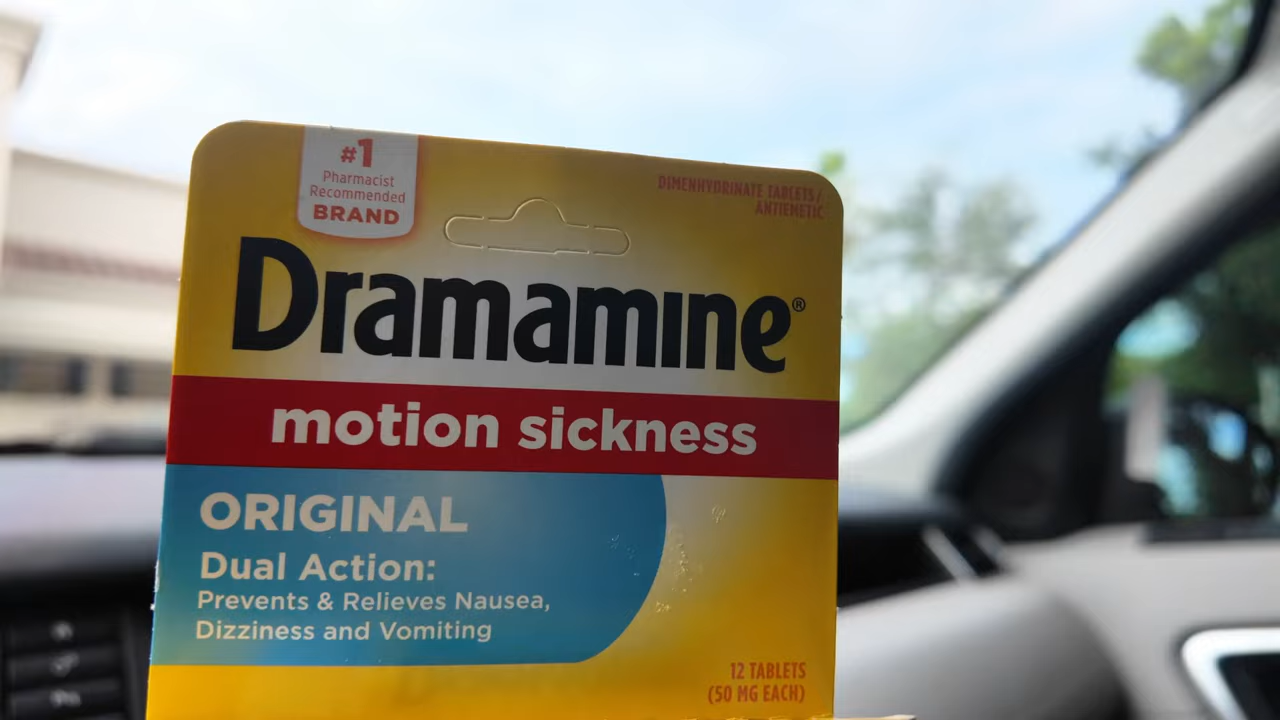 #1
Pharmacist
Recommended
BRAND
DIMENHYDRINATE TABLETS/
ANTIEMETIC
Dramamine®
motion sickness
ORIGINAL
Dual Action:
Prevents & Relieves Nausea,
Dizziness and Vomiting
12 TABLETS
(50 MG EACH)